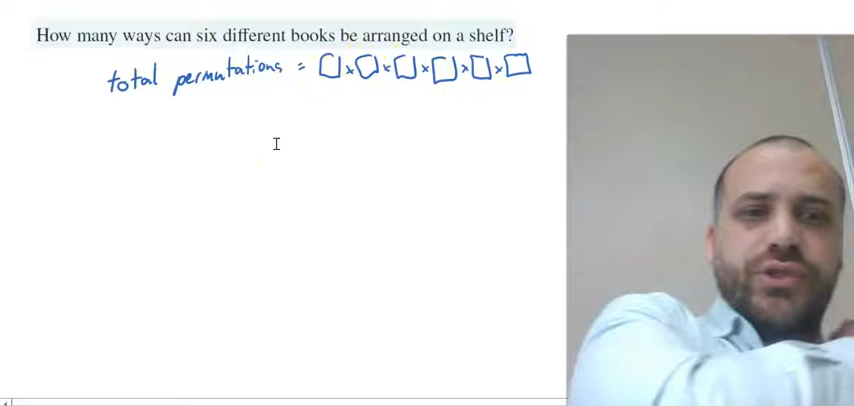 How many ways can six different books be arranged on a shelf?
total permutations = □ × □ × □ × □ × □ × □